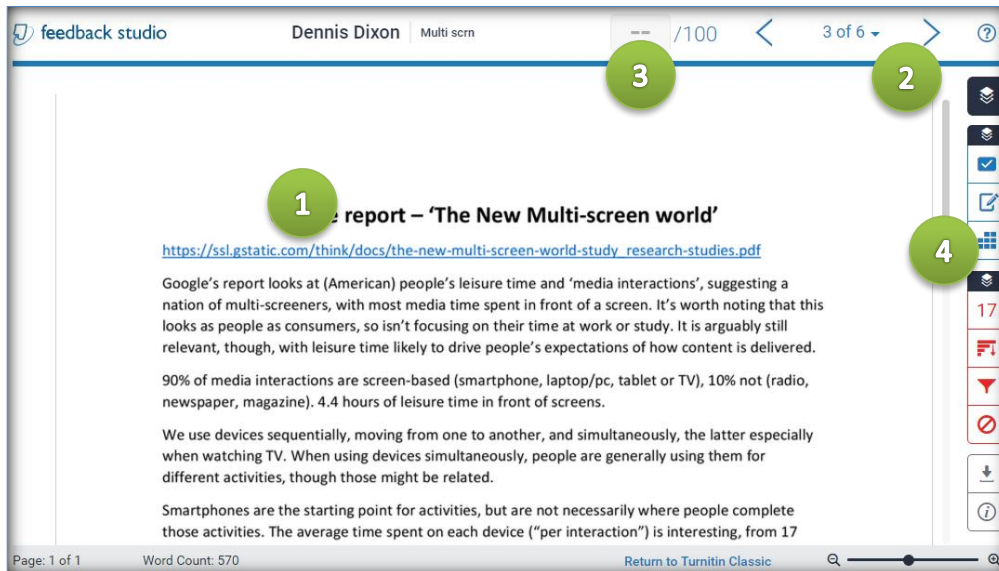 feedback studio
Dennis Dixon
Multi scrn
-- /100
3 of 6
?
3
2
1
report – ‘The New Multi-screen world’
https://ssl.gstatic.com/think/docs/the-new-multi-screen-world-study_research-studies.pdf
4
Google’s report looks at (American) people’s leisure time and ‘media interactions’, suggesting a
nation of multi-screeners, with most media time spent in front of a screen. It’s worth noting that this
17
looks as people as consumers, so isn’t focusing on their time at work or study. It is arguably still
relevant, though, with leisure time likely to drive people’s expectations of how content is delivered.
90% of media interactions are screen-based (smartphone, laptop/pc, tablet or TV), 10% not (radio,
newspaper, magazine). 4.4 hours of leisure time in front of screens.
We use devices sequentially, moving from one to another, and simultaneously, the latter especially
when watching TV. When using devices simultaneously, people are generally using them for
different activities, though those might be related.
Smartphones are the starting point for activities, but are not necessarily where people complete
those activities. The average time spent on each device (“per interaction”) is interesting, from 17
Page: 1 of 1
Word Count: 570
Return to Turnitin Classic